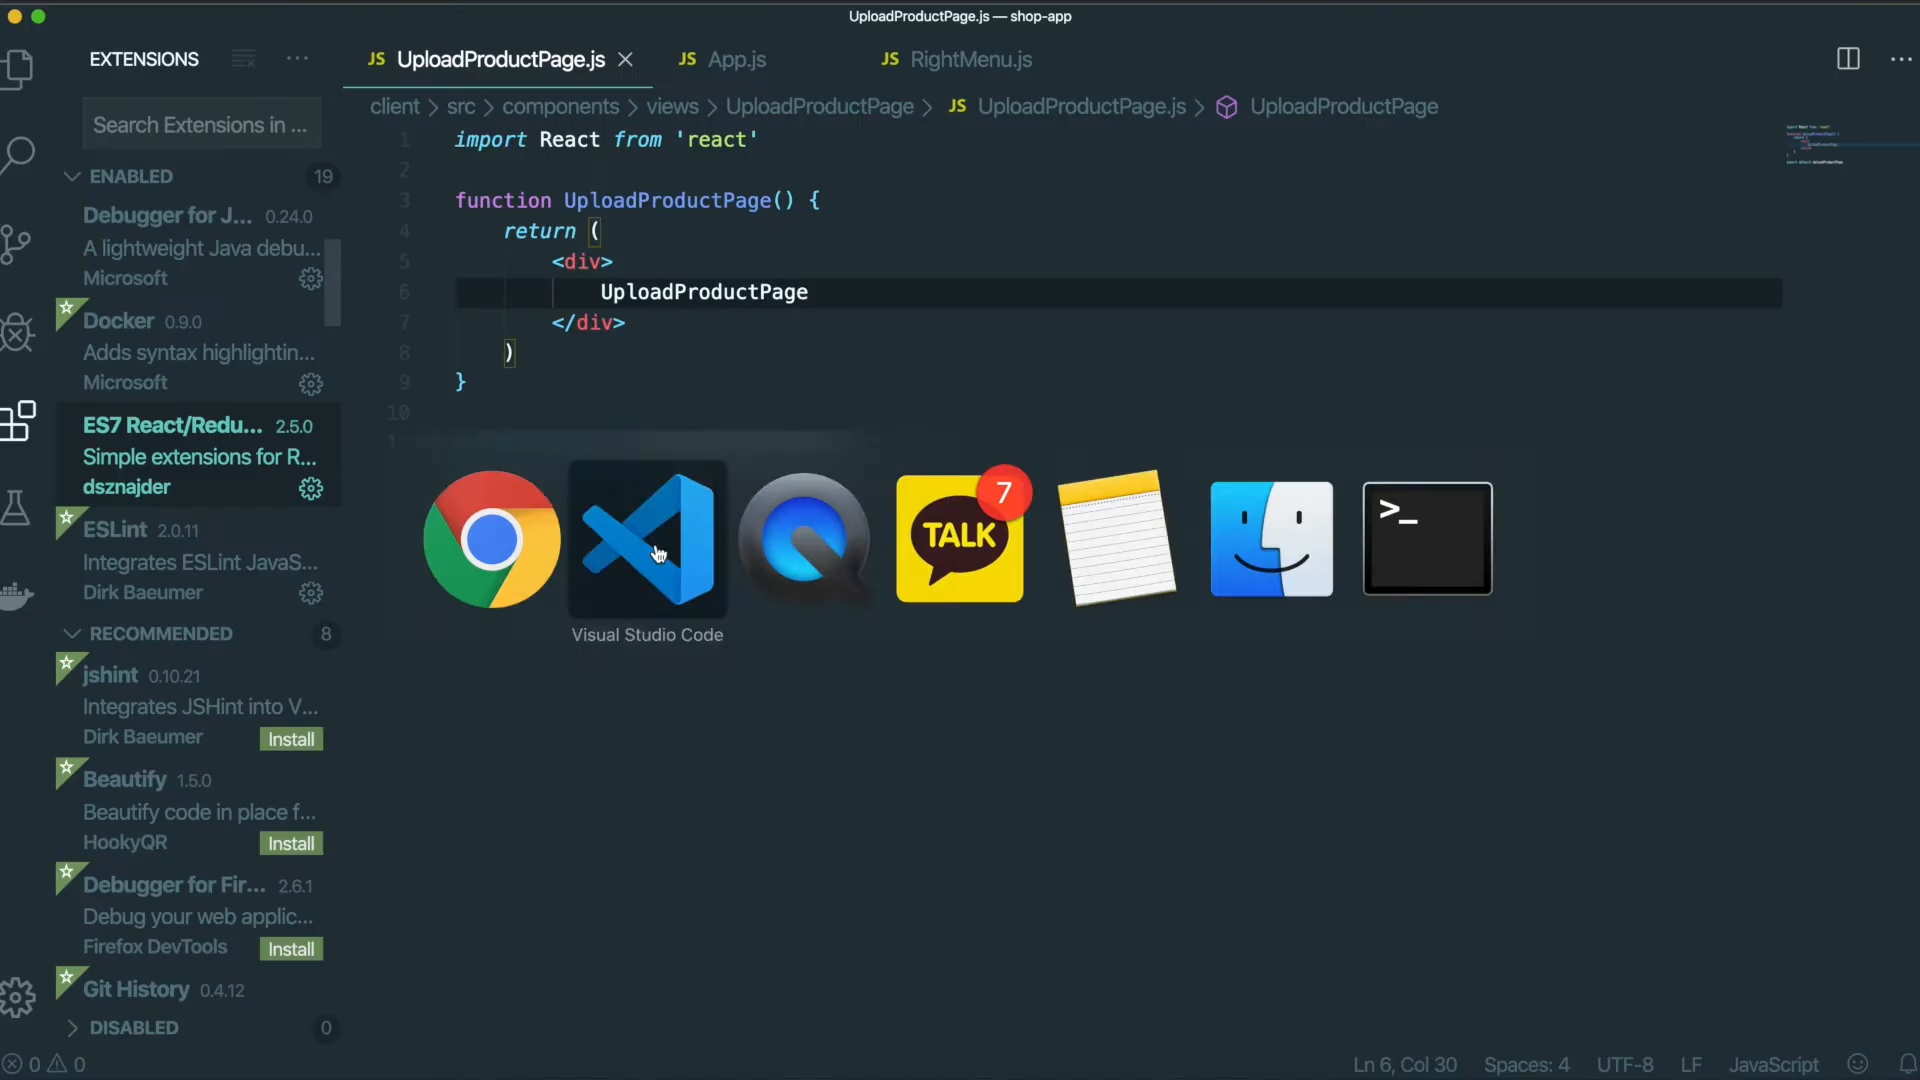 UploadProductPage.js — shop-app
EXTENSIONS
JS UploadProductPage.js
JS App.js
JS RightMenu.js
client > src > components > views > UploadProductPage > JS UploadProductPage.js > UploadProductPage
Search Extensions in ...
ENABLED 19
Debugger for J... 0.24.0
A lightweight Java debu...
Microsoft
Docker 0.9.0
Adds syntax highlightin...
Microsoft
ES7 React/Redu... 2.5.0
Simple extensions for R...
dsznajder
ESLint 2.0.11
Integrates ESLint JavaS...
Dirk Baeumer
RECOMMENDED 8
jshint 0.10.21
Integrates JSHint into V...
Dirk Baeumer Install
Beautify 1.5.0
Beautify code in place f...
HookyQR Install
Debugger for Fir... 2.6.1
Debug your web applic...
Firefox DevTools Install
Git History 0.4.12
DISABLED 0
1 import React from 'react'
2
3 function UploadProductPage() {
4 return (
5 <div>
6 UploadProductPage
7 </div>
8 )
9 }
10
TALK
7
>_
Visual Studio Code
0 0
Ln 6, Col 30 Spaces: 4 UTF-8 LF JavaScript